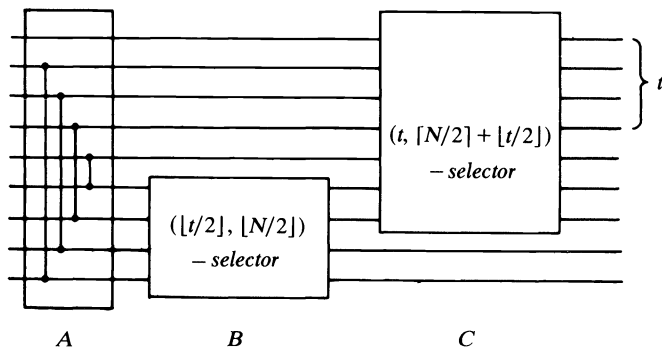 t
(t, ⌈N/2⌉ + ⌊t/2⌋)
– selector
(⌊t/2⌋, ⌊N/2⌋)
– selector
A B C